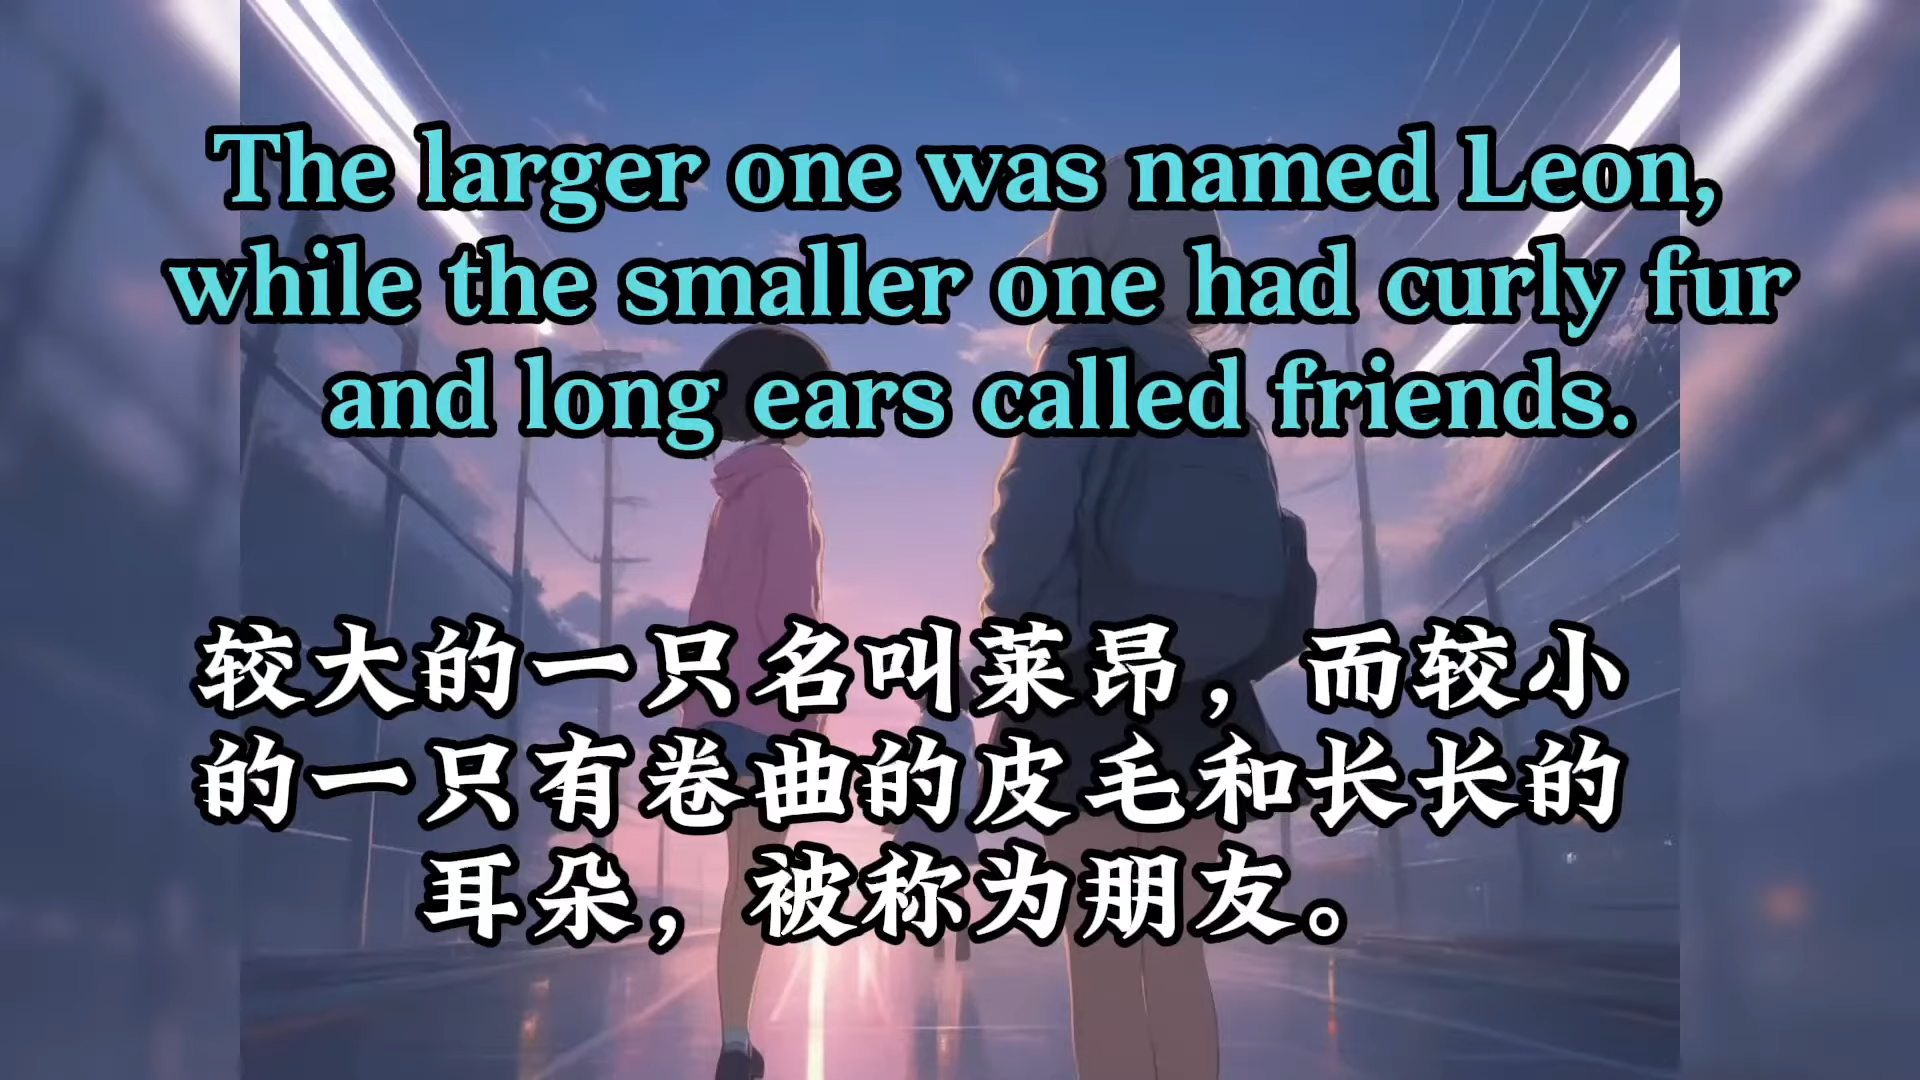 The larger one was named Leon,
while the smaller one had curly fur
and long ears called friends.
较大的一只名叫莱昂，而较小
的一只有卷曲的皮毛和长长的
耳朵，被称为朋友。